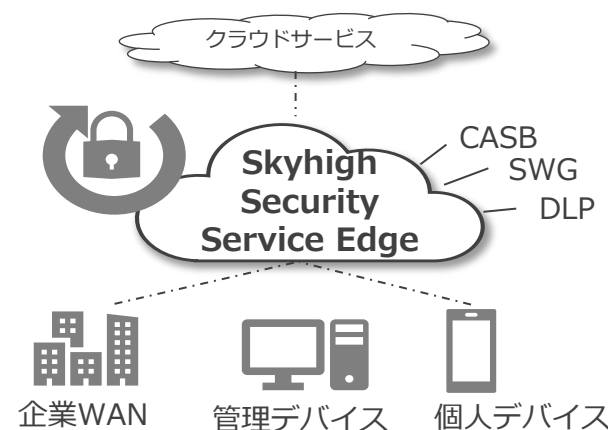 クラウドサービス
Skyhigh
Security
Service Edge
CASB
SWG
DLP
企業WAN
管理デバイス
個人デバイス